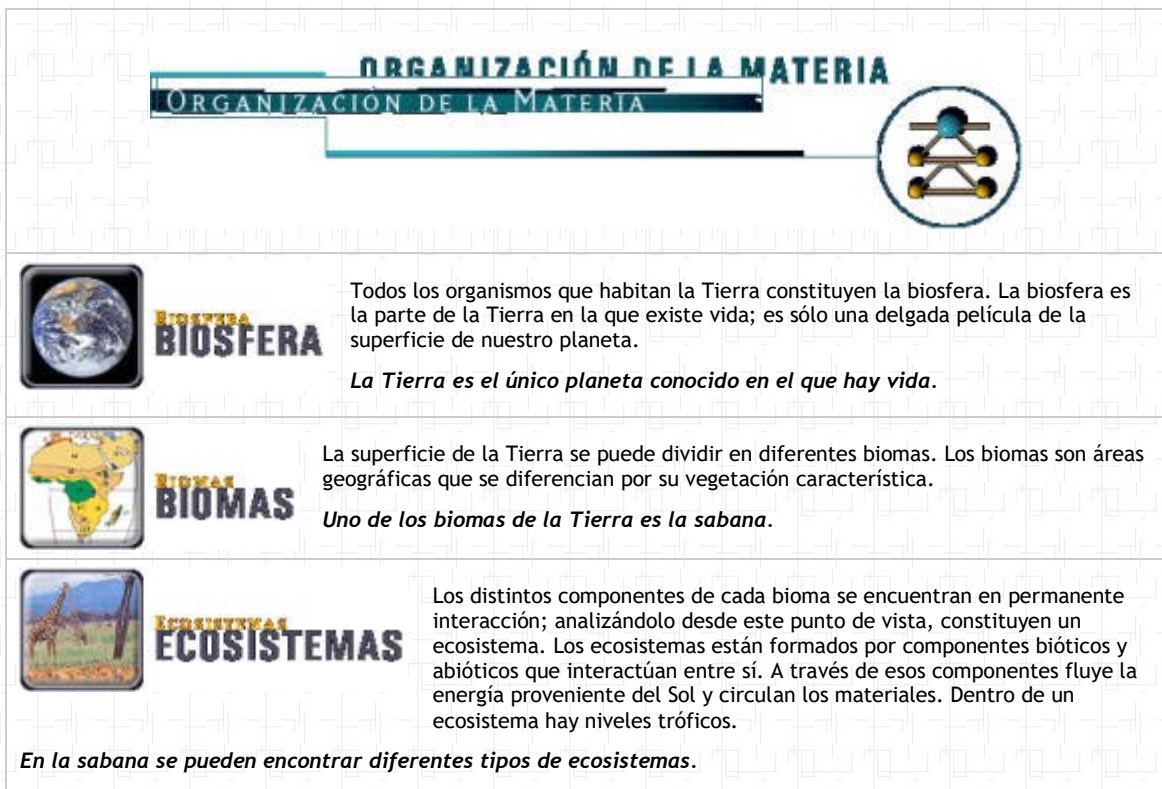 ORGANIZACIÓN DE LA MATERIA
ORGANIZACIÓN DE LA MATERIA
BIOSFERA
BIOSFERA
Todos los organismos que habitan la Tierra constituyen la biosfera. La biosfera es
la parte de la Tierra en la que existe vida; es sólo una delgada película de la
superficie de nuestro planeta.
La Tierra es el único planeta conocido en el que hay vida.
BIOMAS
BIOMAS
La superficie de la Tierra se puede dividir en diferentes biomas. Los biomas son áreas
geográficas que se diferencian por su vegetación característica.
Uno de los biomas de la Tierra es la sabana.
ECOSISTEMAS
ECOSISTEMAS
Los distintos componentes de cada bioma se encuentran en permanente
interacción; analizándolo desde este punto de vista, constituyen un
ecosistema. Los ecosistemas están formados por componentes bióticos y
abióticos que interactúan entre sí. A través de esos componentes fluye la
energía proveniente del Sol y circulan los materiales. Dentro de un
ecosistema hay niveles tróficos.
En la sabana se pueden encontrar diferentes tipos de ecosistemas.